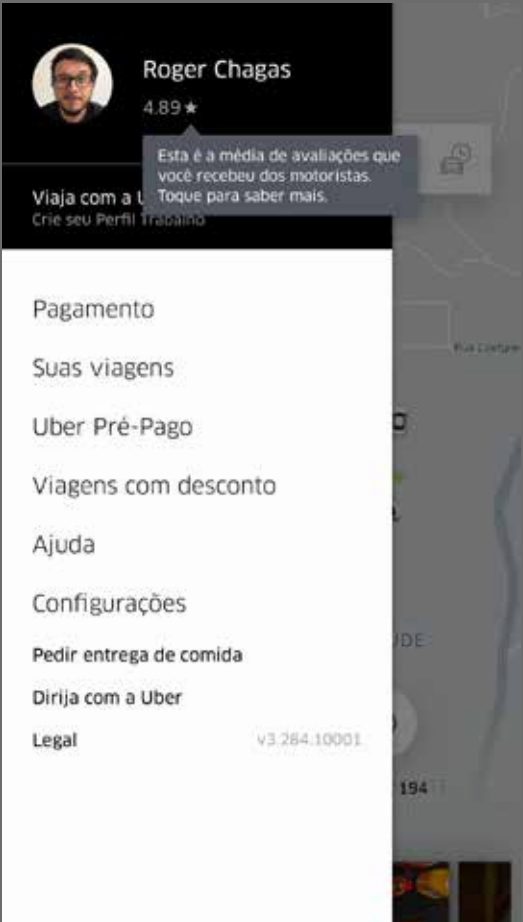 Roger Chagas
4.89 ★
Esta é a média de avaliações que
você recebeu dos motoristas.
Toque para saber mais.
Viaja com a
Crie seu Perfil Trabalho
Pagamento
Suas viagens
Uber Pré-Pago
Viagens com desconto
Ajuda
Configurações
Pedir entrega de comida
Dirija com a Uber
Legal
v3.284.10001
194